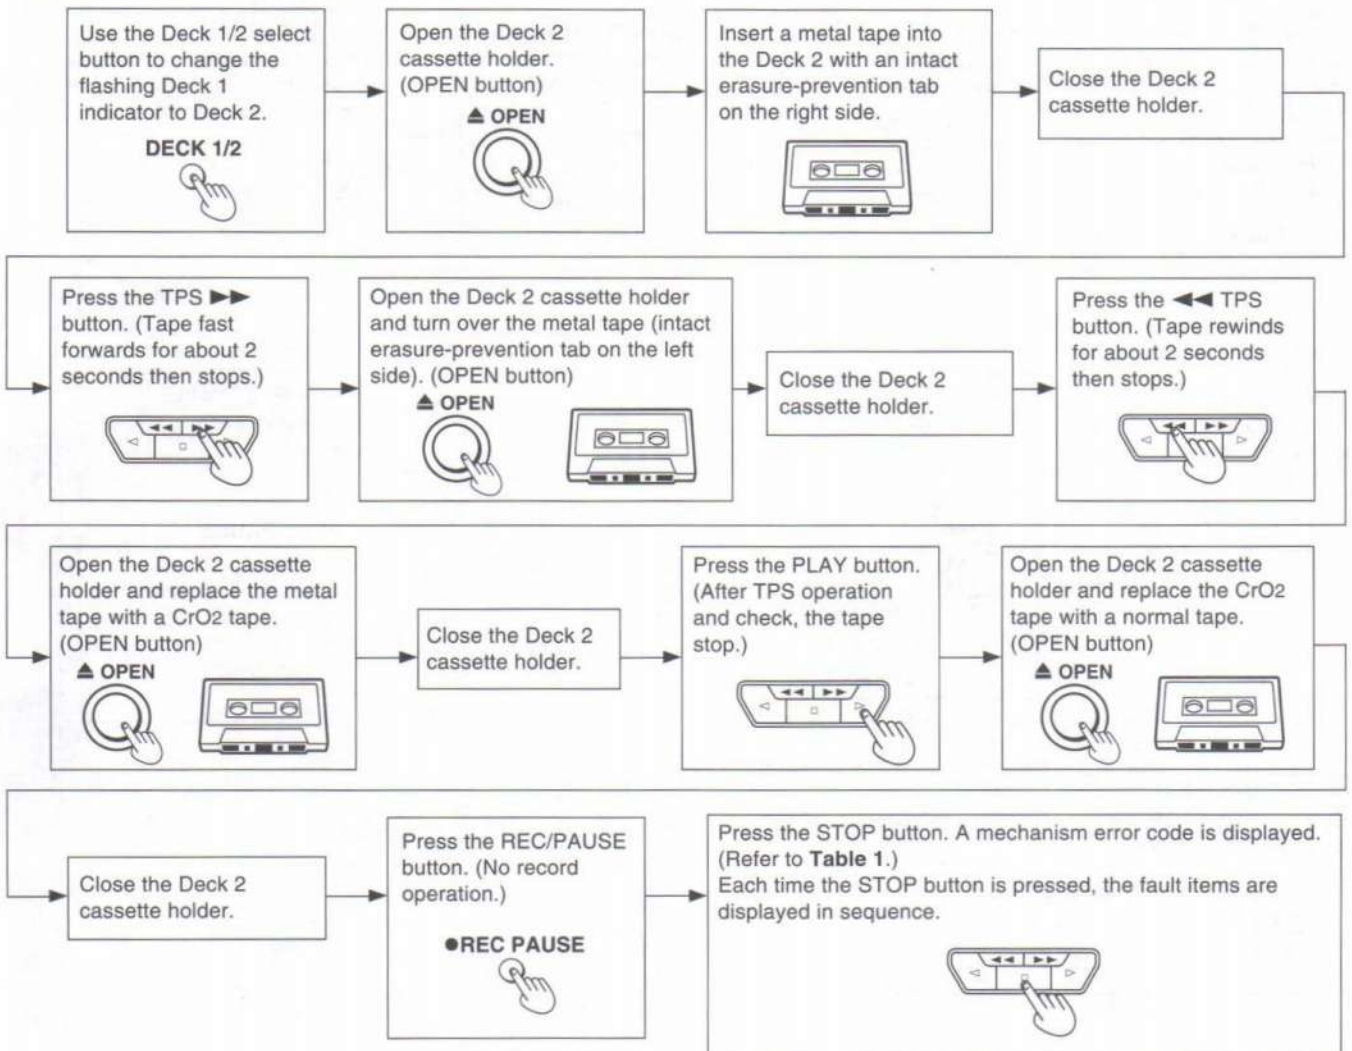 Use the Deck 1/2 select
button to change the
flashing Deck 1
indicator to Deck 2.
DECK 1/2
Open the Deck 2
cassette holder.
(OPEN button)
≜ OPEN
Insert a metal tape into
the Deck 2 with an intact
erasure-prevention tab
on the right side.
Close the Deck 2
cassette holder.
Press the TPS ►►
button. (Tape fast
forwards for about 2
seconds then stops.)
Open the Deck 2 cassette holder
and turn over the metal tape (intact
erasure-prevention tab on the left
side). (OPEN button)
≜ OPEN
Close the Deck 2
cassette holder.
Press the ◄◄ TPS
button. (Tape rewinds
for about 2 seconds
then stops.)
Open the Deck 2 cassette
holder and replace the metal
tape with a CrO2 tape.
(OPEN button)
≜ OPEN
Close the Deck 2
cassette holder.
Press the PLAY button.
(After TPS operation
and check, the tape
stop.)
Open the Deck 2 cassette
holder and replace the CrO2
tape with a normal tape.
(OPEN button)
≜ OPEN
Close the Deck 2
cassette holder.
Press the REC/PAUSE
button. (No record
operation.)
●REC PAUSE
Press the STOP button. A mechanism error code is displayed.
(Refer to Table 1.)
Each time the STOP button is pressed, the fault items are
displayed in sequence.